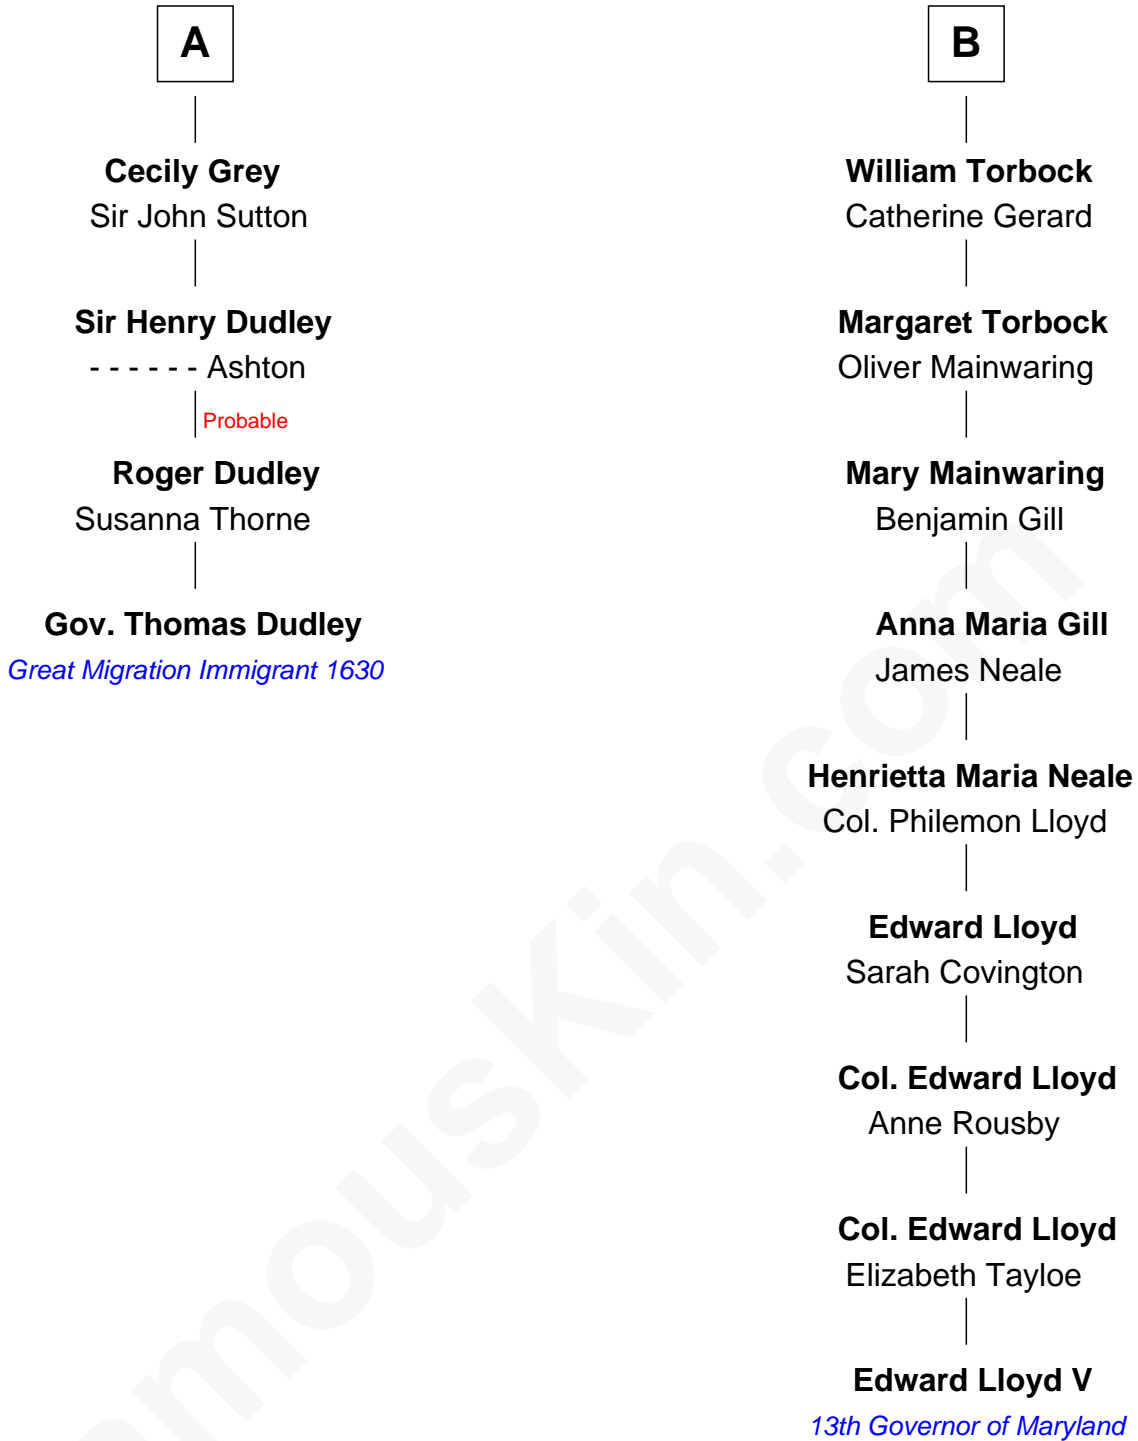 A
Cecily Grey
Sir John Sutton
Sir Henry Dudley
- - - - - - Ashton
Probable
Roger Dudley
Susanna Thorne
Gov. Thomas Dudley
Great Migration Immigrant 1630
B
William Torbock
Catherine Gerard
Margaret Torbock
Oliver Mainwaring
Mary Mainwaring
Benjamin Gill
Anna Maria Gill
James Neale
Henrietta Maria Neale
Col. Philemon Lloyd
Edward Lloyd
Sarah Covington
Col. Edward Lloyd
Anne Rousby
Col. Edward Lloyd
Elizabeth Tayloe
Edward Lloyd V
13th Governor of Maryland
amouskin.com